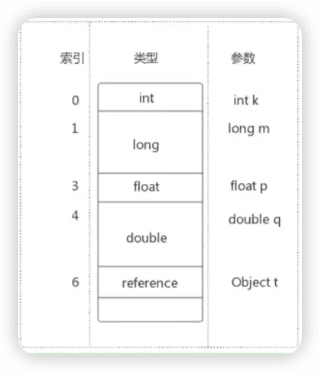 索引 类型 参数
0 int int k
1 long long m
3 float float p
4 double double q
6 reference Object t